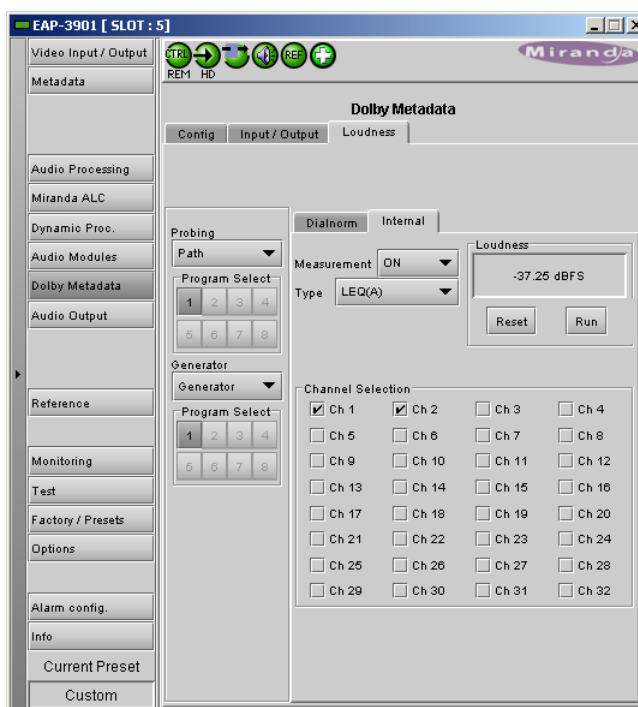 EAP-3901 [ SLOT : 5]
Video Input / Output
Metadata
Audio Processing
Miranda ALC
Dynamic Proc.
Audio Modules
Dolby Metadata
Audio Output
Reference
Monitoring
Test
Factory / Presets
Options
Alarm config.
Info
Current Preset
Custom
CTRL
REF
REM HD
Miranda
Dolby Metadata
Config Input / Output Loudness
Probing
Path
Program Select
1 2 3 4
5 6 7 8
Generator
Generator
Program Select
1 2 3 4
5 6 7 8
Dialnorm Internal
Measurement ON
Type LEQ(A)
Loudness
-37.25 dBFS
Reset Run
Channel Selection
Ch 1 Ch 2 Ch 3 Ch 4
Ch 5 Ch 6 Ch 7 Ch 8
Ch 9 Ch 10 Ch 11 Ch 12
Ch 13 Ch 14 Ch 15 Ch 16
Ch 17 Ch 18 Ch 19 Ch 20
Ch 21 Ch 22 Ch 23 Ch 24
Ch 25 Ch 26 Ch 27 Ch 28
Ch 29 Ch 30 Ch 31 Ch 32